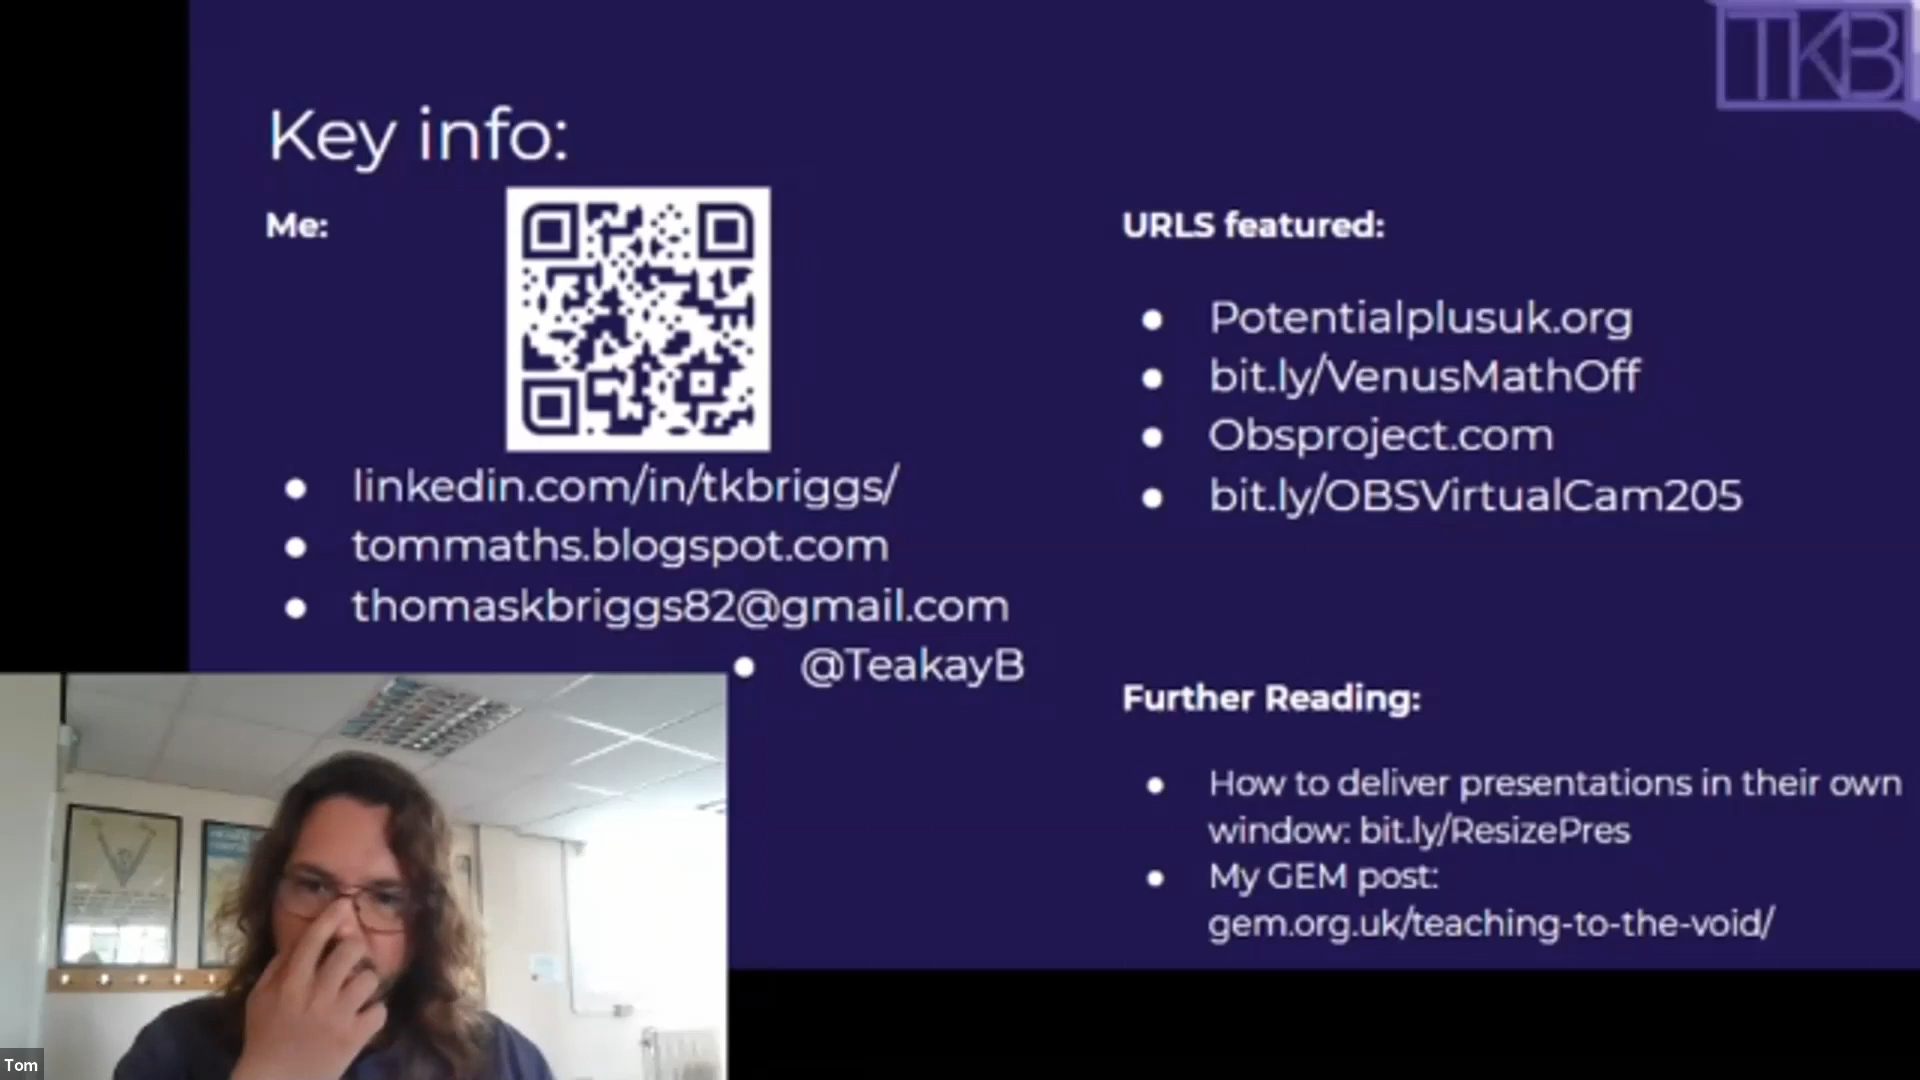 TKB
Key info:
Me:
linkedin.com/in/tkbriggs/
tommaths.blogspot.com
thomaskbriggs82@gmail.com
@TeakayB
URLS featured:
Potentialplusuk.org
bit.ly/VenusMathOff
Obsproject.com
bit.ly/OBSVirtualCam205
Further Reading:
How to deliver presentations in their own
window: bit.ly/ResizePres
My GEM post:
gem.org.uk/teaching-to-the-void/
Tom